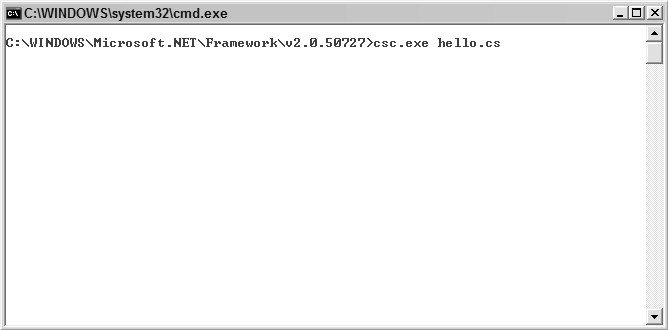 C:\WINDOWS\system32\cmd.exe
C:\WINDOWS\Microsoft.NET\Framework\v2.0.50727>csc.exe hello.cs